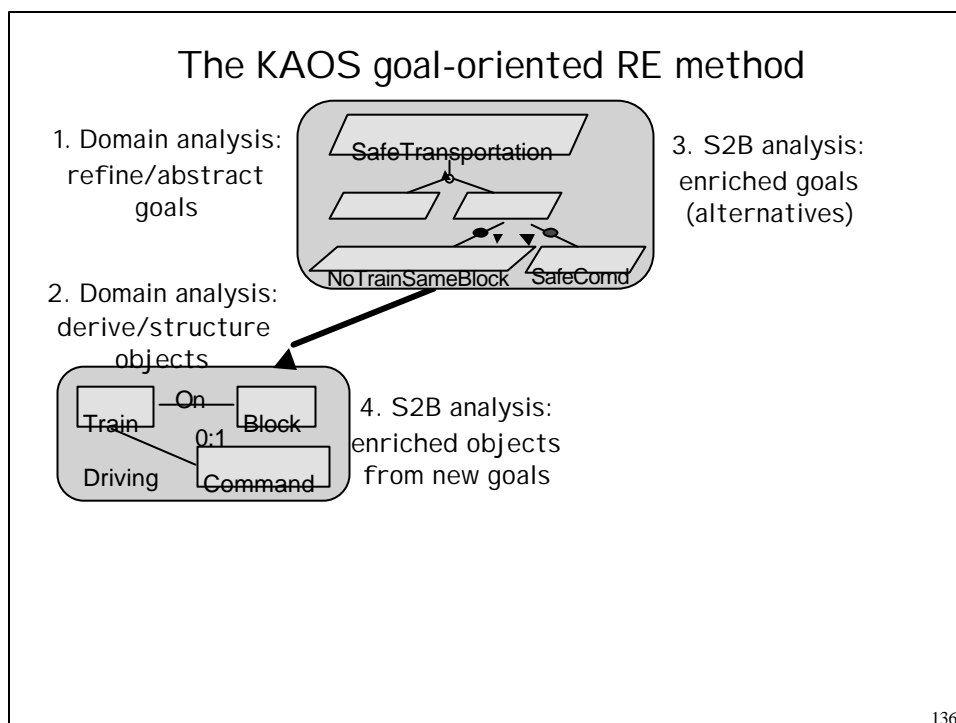 The KAOS goal-oriented RE method
1. Domain analysis:
refine/abstract
goals
SafeTransportation
NoTrainSameBlock
SafeComd
3. S2B analysis:
enriched goals
(alternatives)
2. Domain analysis:
derive/structure
objects
Train
On
Block
0:1
Driving
Command
4. S2B analysis:
enriched objects
from new goals
136